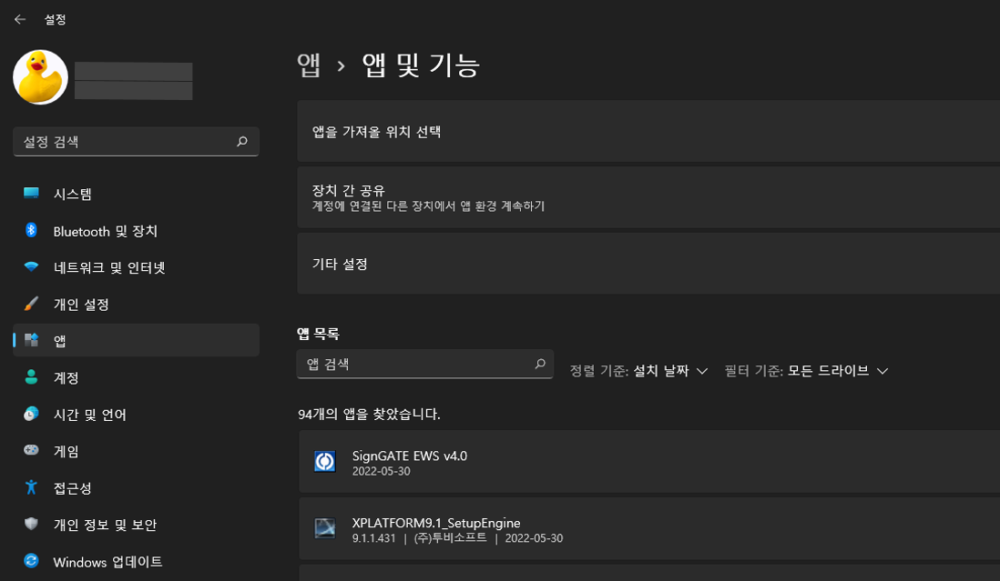 설정
앱 > 앱 및 기능
설정 검색
시스템
Bluetooth 및 장치
네트워크 및 인터넷
개인 설정
앱
계정
시간 및 언어
게임
접근성
개인 정보 및 보안
Windows 업데이트
앱을 가져올 위치 선택
장치 간 공유
계정에 연결된 다른 장치에서 앱 환경 계속하기
기타 설정
앱 목록
앱 검색
정렬 기준: 설치 날짜 필터 기준: 모든 드라이브
94개의 앱을 찾았습니다.
SignGATE EWS v4.0
2022-05-30
XPLATFORM9.1_SetupEngine
9.1.1.431 | (주)투비소프트 | 2022-05-30